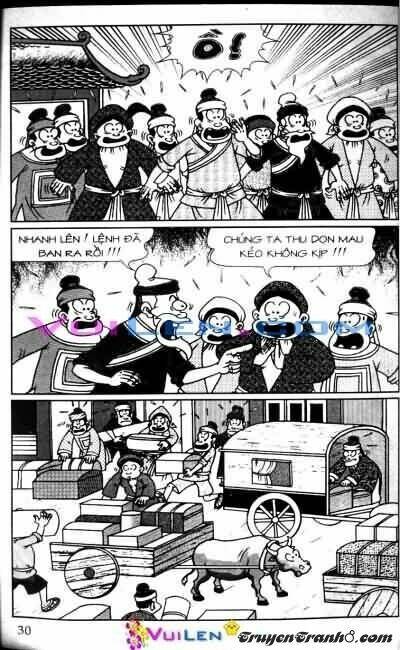 Ồ!
NHANH LÊN! LỆNH ĐÃ
BAN RA RỒI!!!
CHÚNG TA THU DỌN MAU
KẺO KHÔNG KỊP!!!
VUILEN.COM
30
VUILEN
TruyenTranh8.com